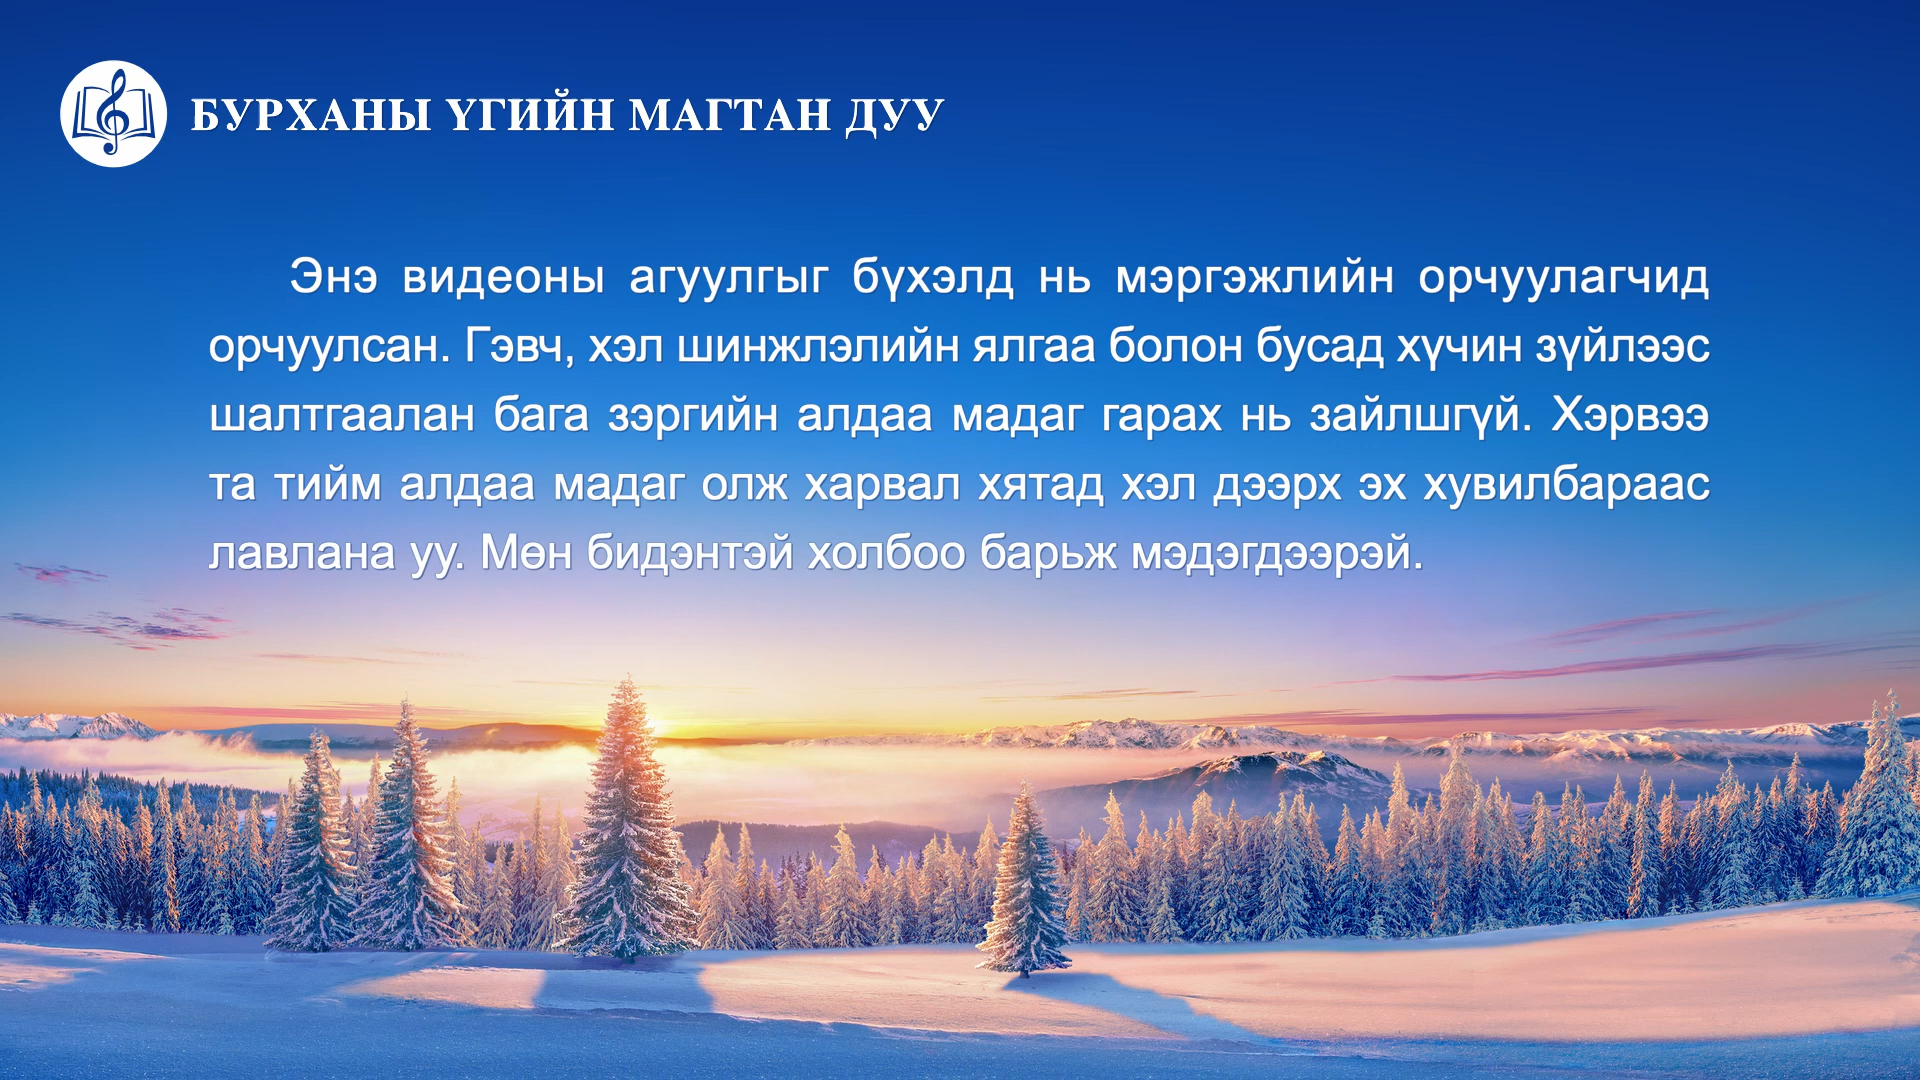 БУРХАНЫ ҮГИЙН МАГТАН ДУУ
Энэ видеоны агуулгыг бүхэлд нь мэргэжлийн орчуулагчид
орчуулсан. Гэвч, хэл шинжлэлийн ялгаа болон бусад хүчин зүйлээс
шалтгаалан бага зэргийн алдаа мадаг гарах нь зайлшгүй. Хэрвээ
та тийм алдаа мадаг олж харвал хятад хэл дээрх эх хувилбараас
лавлана уу. Мөн бидэнтэй холбоо барьж мэдэгдээрэй.